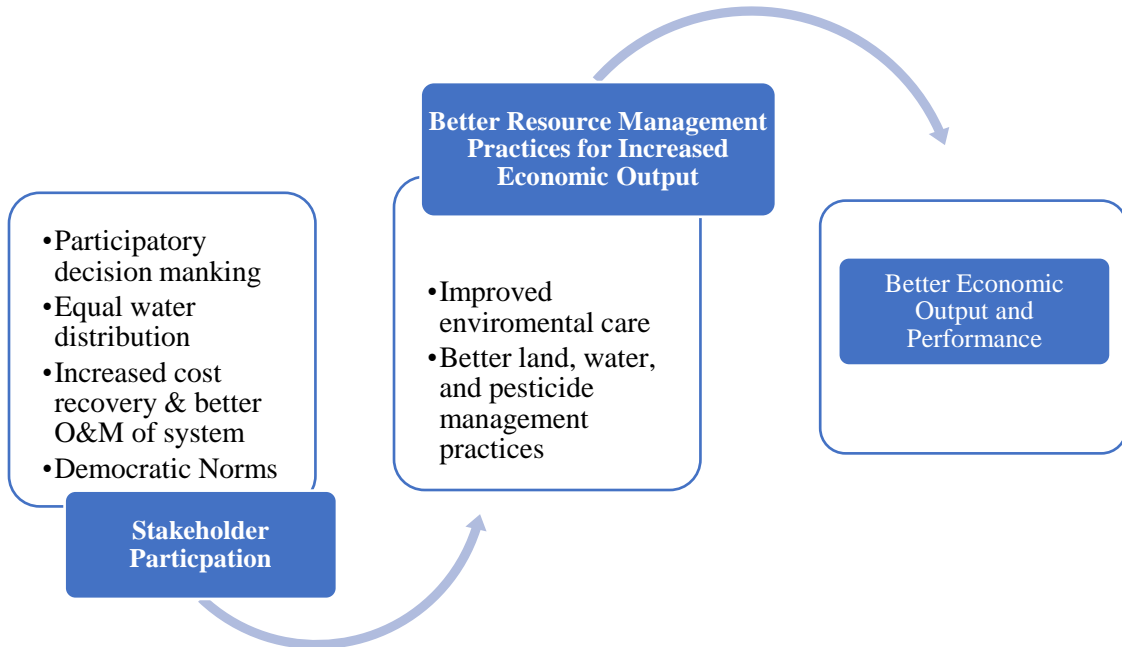 •Participatory
decision manking
•Equal water
distribution
•Increased cost
recovery & better
O&M of system
•Democratic Norms
Stakeholder
Particpation
Better Resource Management
Practices for Increased
Economic Output
•Improved
enviromental care
•Better land, water,
and pesticide
management
practices
Better Economic
Output and
Performance